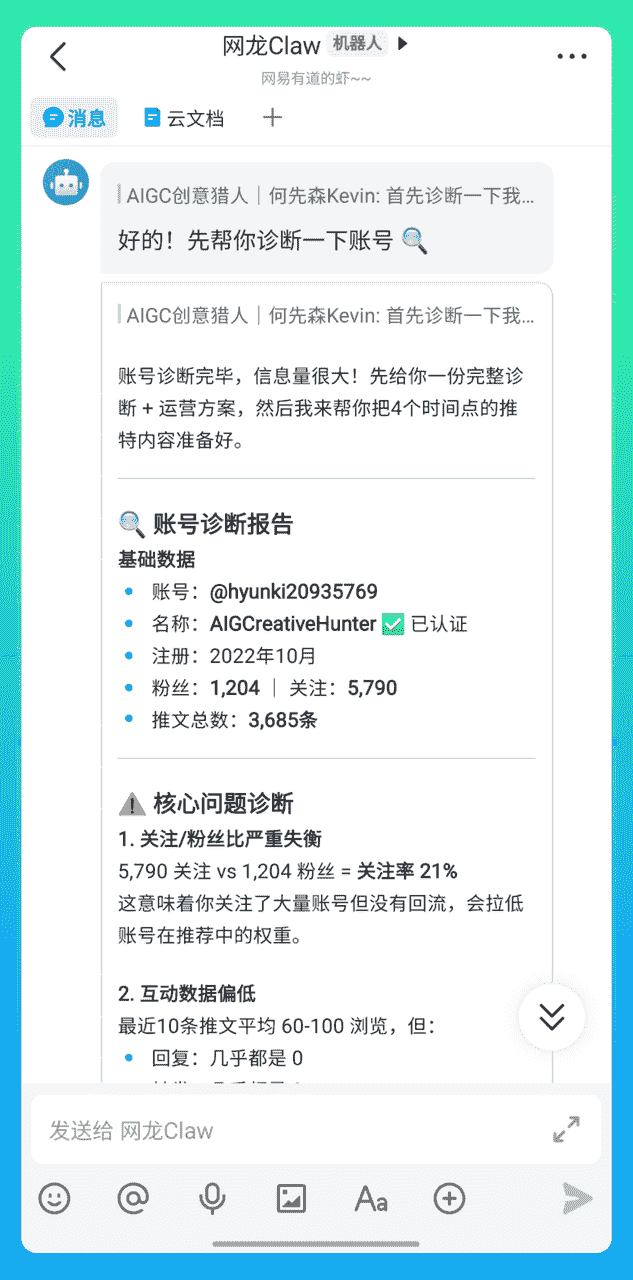 网龙Claw 机器人
网易有道的虾~~
消息 云文档
AIGC创意猎人｜何先森Kevin: 首先诊断一下我...
好的！先帮你诊断一下账号
AIGC创意猎人｜何先森Kevin: 首先诊断一下我...
账号诊断完毕，信息量很大！先给你一份完整诊
断 + 运营方案，然后我来帮你把4个时间点的推
特内容准备好。
账号诊断报告
基础数据
账号：@hyunki20935769
名称：AIGCreativeHunter ✅ 已认证
注册：2022年10月
粉丝：1,204 ｜ 关注：5,790
推文总数：3,685条
⚠️ 核心问题诊断
1. 关注/粉丝比严重失衡
5,790 关注 vs 1,204 粉丝 = 关注率 21%
这意味着你关注了大量账号但没有回流，会拉低
账号在推荐中的权重。
2. 互动数据偏低
最近10条推文平均 60-100 浏览，但：
回复：几乎都是 0
发送给 网龙Claw
Aa